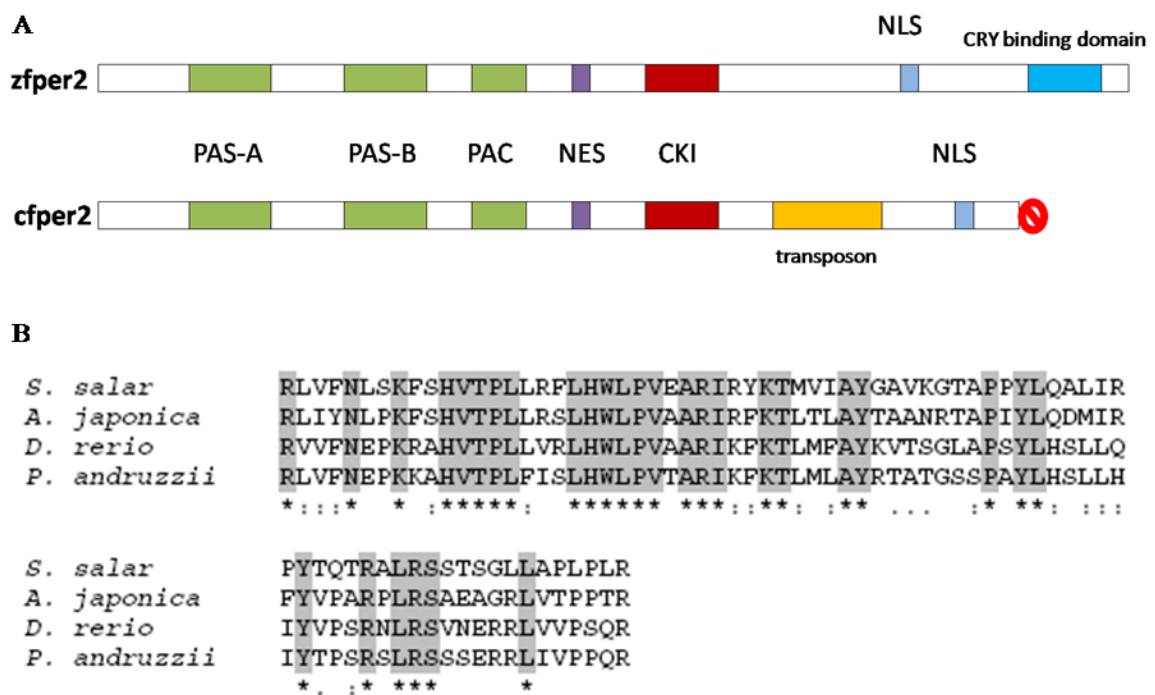 A
NLS
CRY binding domain
zfper2
PAS-A PAS-B PAC NES CKI NLS
cfper2
transposon
B
S. salar RLVFNLSKFSHVTPLLRFLHWLPVEARIRYKTMVIAYGAVKGTAPPYLQALIR
A. japonica RLIYNLPKFSHVTPLLRSLHWLPVAARIRFKTLTLAYTAANRTAPIYLQDMIR
D. rerio RVVFNEPKRAHVTPLLVRLHWLPVAARIKFKTLMFAYKVTSGLAPSYLHSLLQ
P. andruzzii RLVFNEPKKAHVTPLFISLHWLPVTARIKFKTLMLAYRTATGSSPAYLHSLLH
*:::*  * :*****:  ****** ***::**: :** ...  :* **: :::
S. salar PYTQTRALRSSTSGLLAPLPLR
A. japonica FYVPARPLRSAEAGRLVTPPTR
D. rerio IYVPSRNLRSVNERRLVVPSQR
P. andruzzii IYTPSRSLRSSSERRLIVPPQR
*. :* ***     *